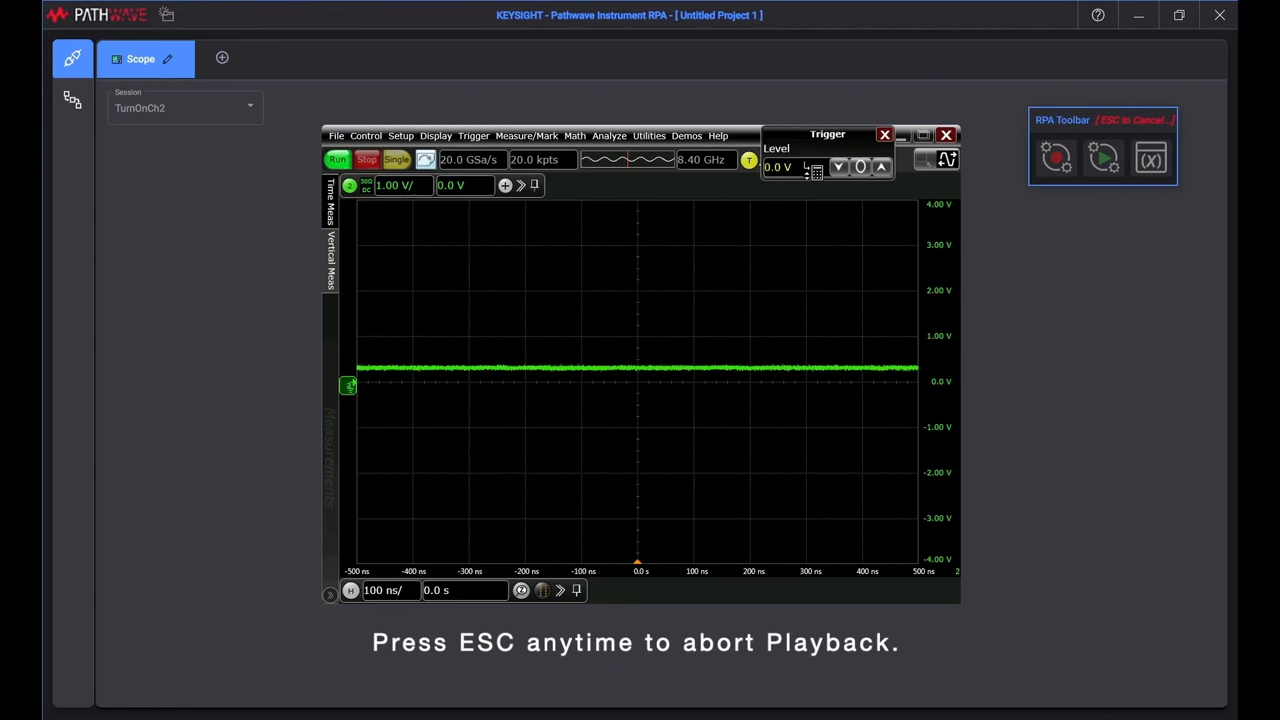 PATHWAVE
KEYSIGHT - Pathwave Instrument RPA - [ Untitled Project 1 ]
Scope
Session
TurnOnCh2
RPA Toolbar [ESC to Cancel...]
(x)
File Control Setup Display Trigger Measure/Mark Math Analyze Utilities Demos Help
Trigger
Level
0.0 V
Run Stop Single 20.0 GSa/s 20.0 kpts 8.40 GHz T
2 50Ω DC 1.00 V/ 0.0 V
Time Meas
Vertical Meas
Measurements
4.00 V
3.00 V
2.00 V
1.00 V
0.0 V
-1.00 V
-2.00 V
-3.00 V
-4.00 V
-500 ns -400 ns -300 ns -200 ns -100 ns 0.0 s 100 ns 200 ns 300 ns 400 ns 500 ns 2
H 100 ns/ 0.0 s
Press ESC anytime to abort Playback.